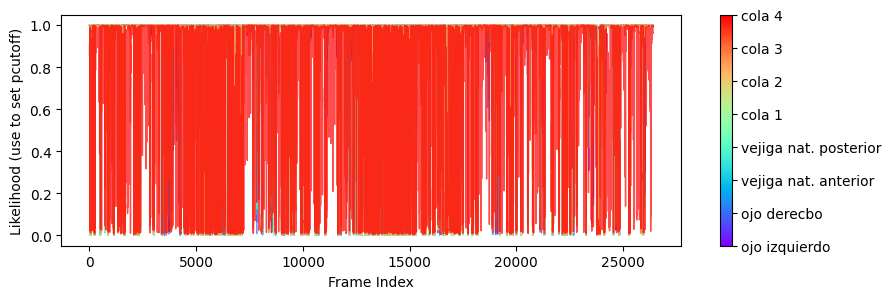 Likelihood (use to set pcutoff)
1.0
0.8
0.6
0.4
0.2
0.0
0
5000
10000
15000
20000
25000
Frame Index
cola 4
cola 3
cola 2
cola 1
vejiga nat. posterior
vejiga nat. anterior
ojo derecbo
ojo izquierdo